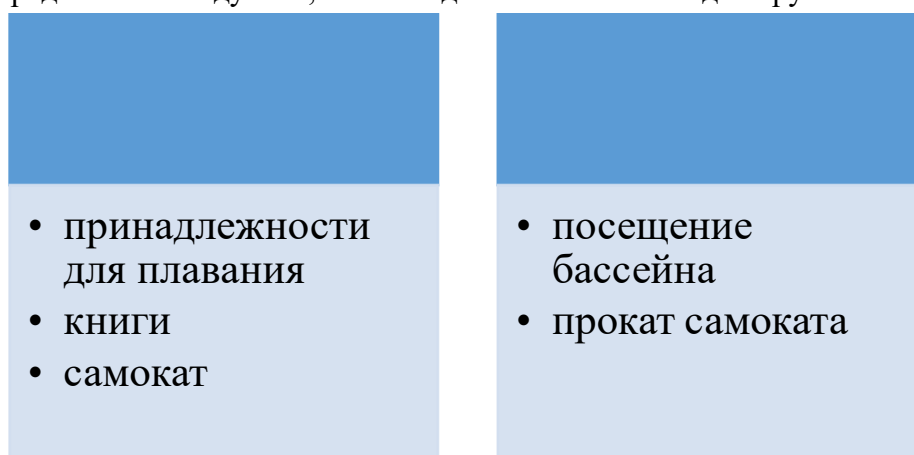 • принадлежности
для плавания
• книги
• самокат
• посещение
бассейна
• прокат самоката